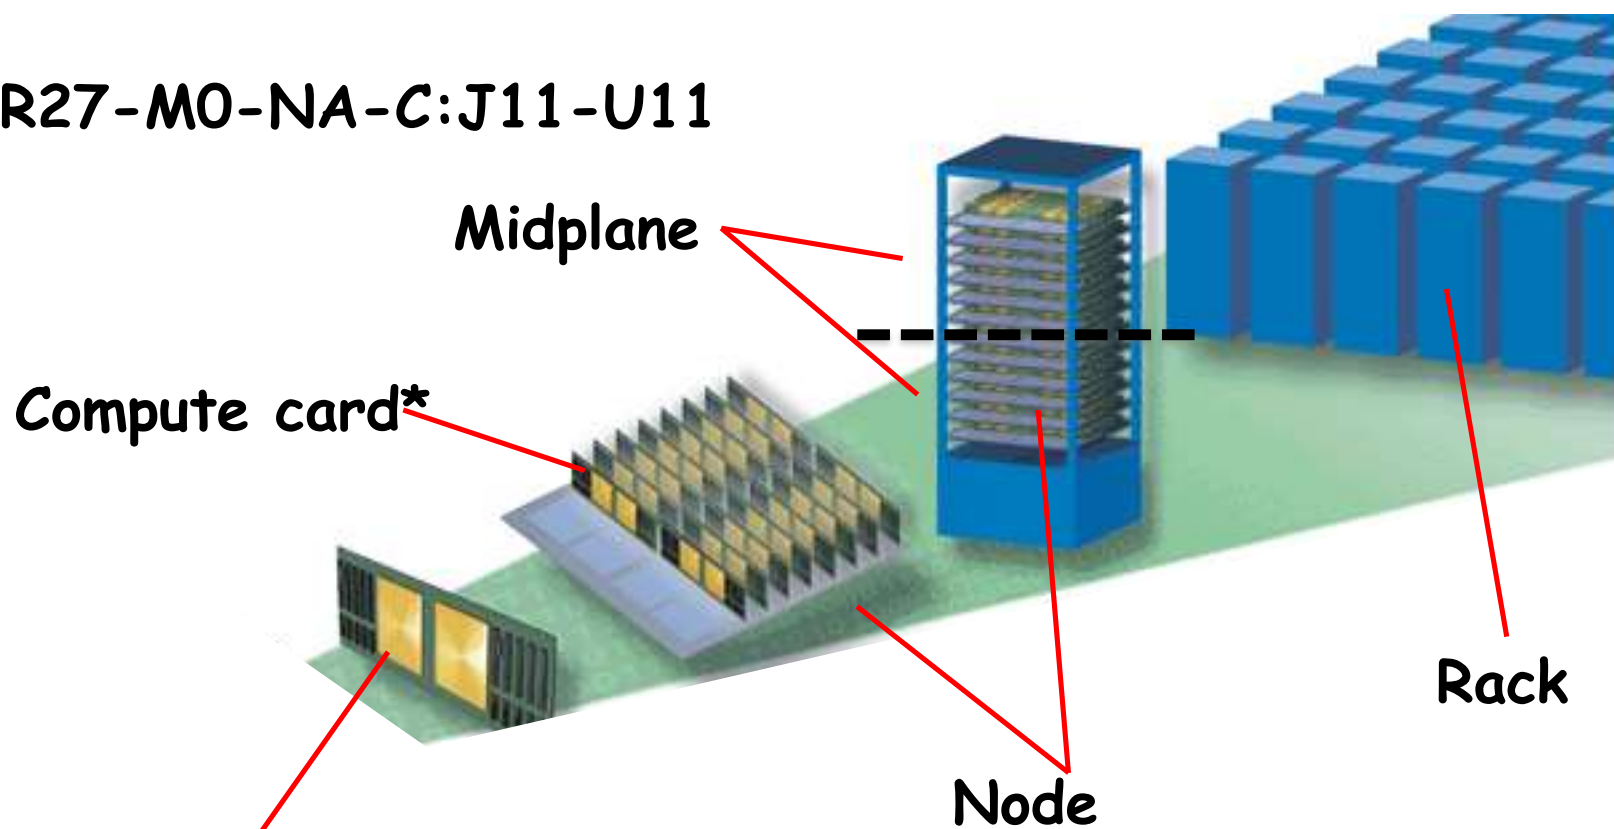 R27-M0-NA-C:J11-U11
Midplane
Compute card*
Rack
Node